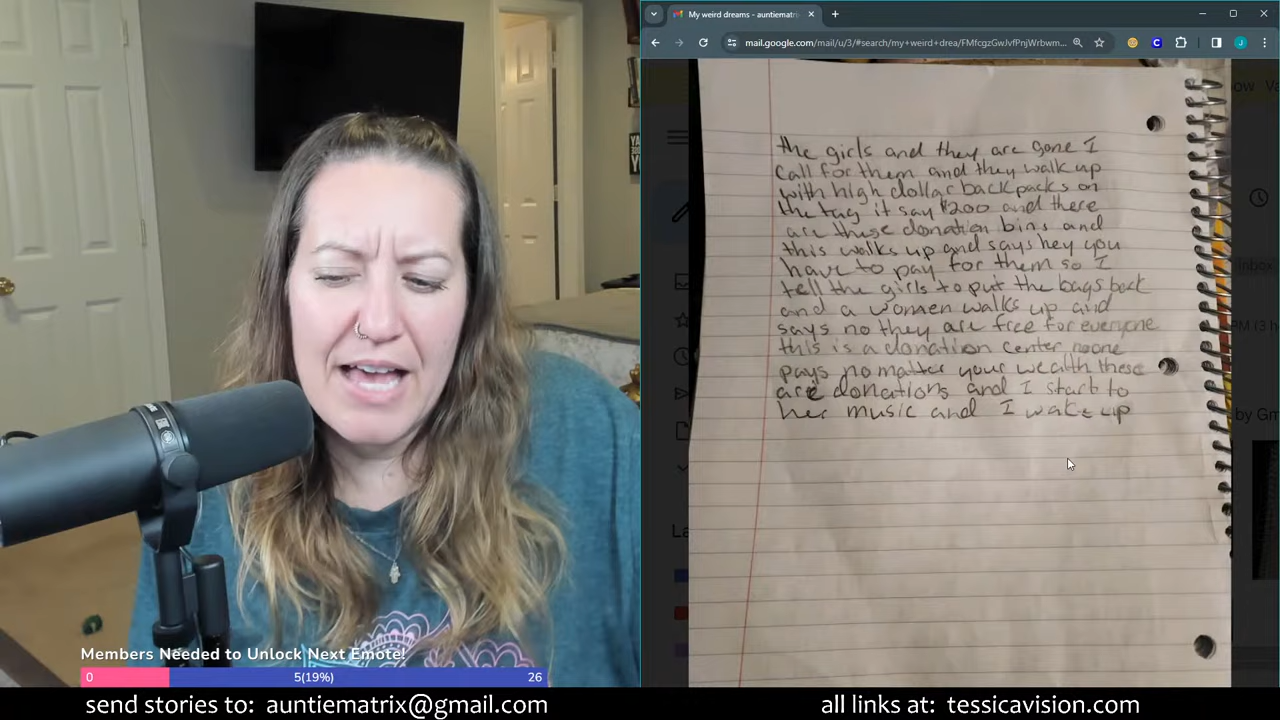 My weird dreams - auntiematri
mail.google.com/mail/u/3/#search/my+weird+drea/FMfcgzGwJvfPnjWrbwm...
the girls and they are gone I
call for them and they walk up
with high dollar backpacks on
the tag it say $200 and there
are these donation bins and
this walks up and says hey you
have to pay for them so I
tell the girls to put the bags back
and a women walks up and
says no they are free for everyone
this is a donation center noone
pays no matter your wealth these
are donations and I start to
her music and I wake up
Members Needed to Unlock Next Emote!
0 5(19%) 26
send stories to: auntiematrix@gmail.com
all links at: tessicavision.com